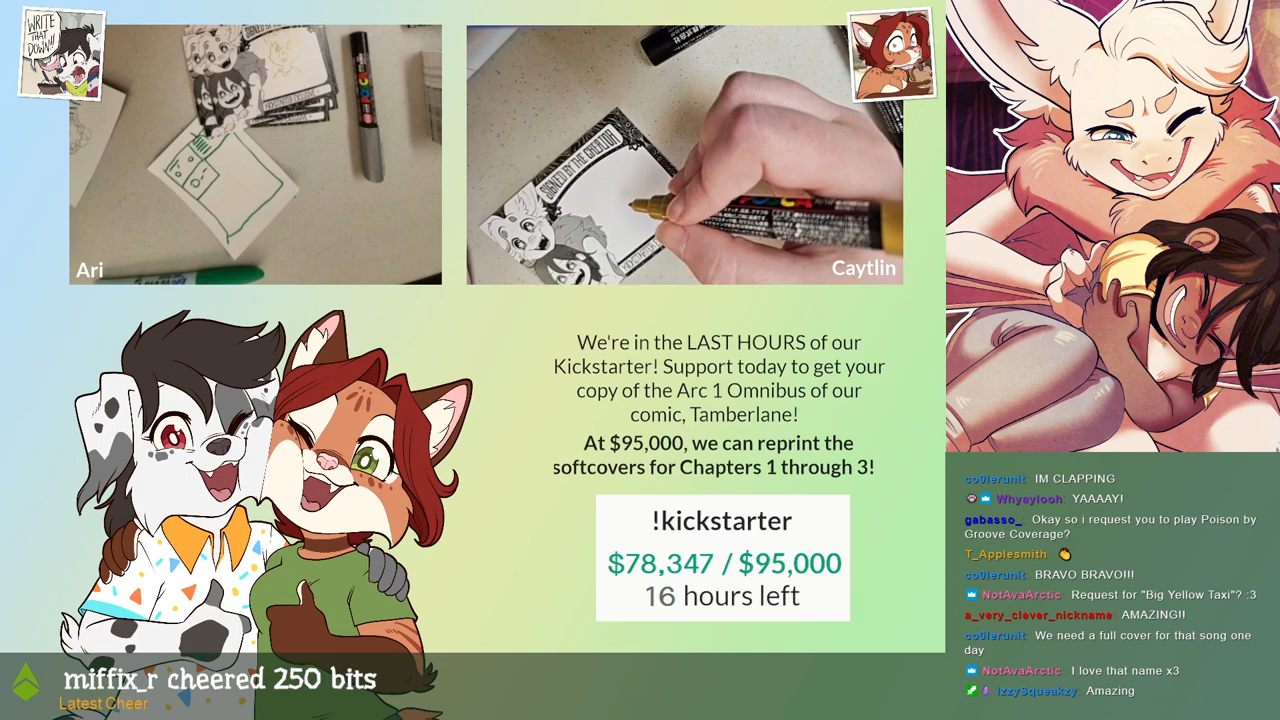 WRITE
THAT
DOWN!!!
POSCA
SIGNED BY THE CREATOR
Ari
Caytlin
We're in the LAST HOURS of our
Kickstarter! Support today to get your
copy of the Arc 1 Omnibus of our
comic, Tamberlane!
At $95,000, we can reprint the
softcovers for Chapters 1 through 3!
!kickstarter
$78,347 / $95,000
16 hours left
miffix_r cheered 250 bits
Latest Cheer
co0lerunit: IM CLAPPING
Whyaylooh: YAAAAY!
gabasso_: Okay so i request you to play Poison by
Groove Coverage?
T_Applesmith
co0lerunit: BRAVO BRAVO!!!
NotAvaArctic: Request for "Big Yellow Taxi"? :3
a_very_clever_nickname: AMAZING!!
co0lerunit: We need a full cover for that song one
day
NotAvaArctic: I love that name x3
IzzySqueakzy: Amazing